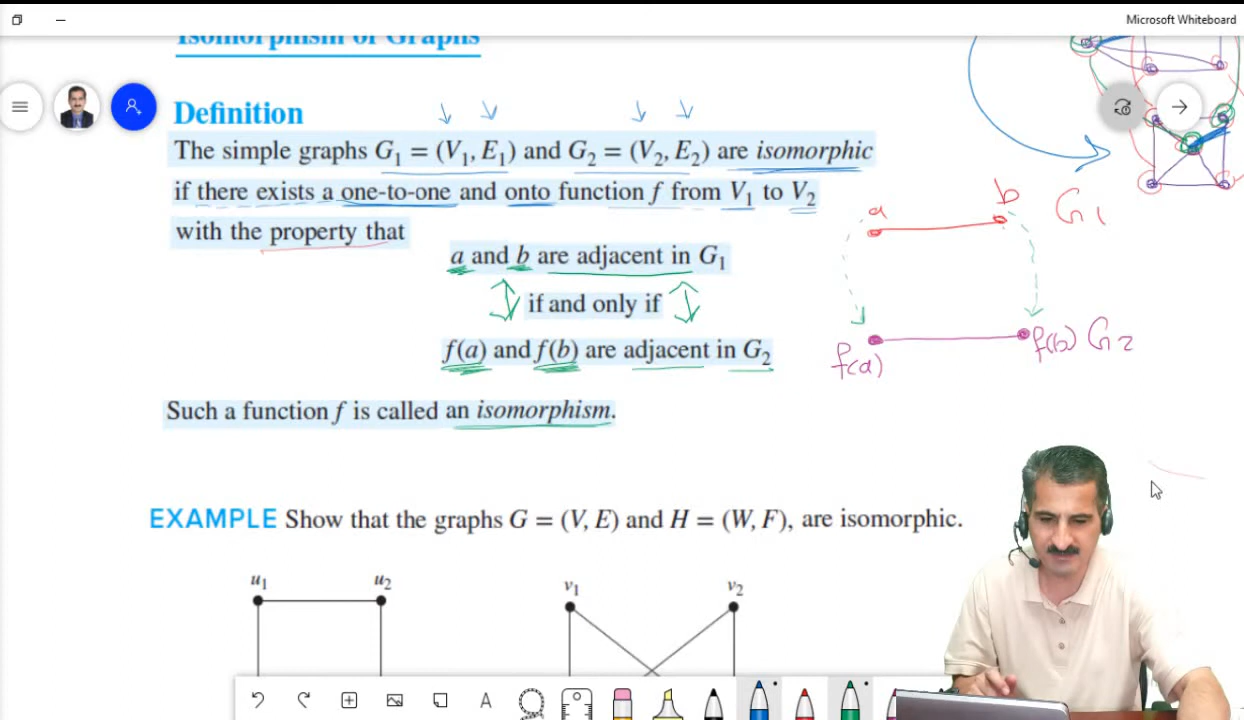 Microsoft Whiteboard
Isomorphism of Graphs
Definition
The simple graphs G₁ = (V₁, E₁) and G₂ = (V₂, E₂) are isomorphic
if there exists a one-to-one and onto function f from V₁ to V₂
with the property that
a and b are adjacent in G₁
if and only if
f(a) and f(b) are adjacent in G₂
Such a function f is called an isomorphism.
a b G₁
f(a) f(b) G₂
EXAMPLE Show that the graphs G = (V, E) and H = (W, F), are isomorphic.
u₁ u₂ v₁ v₂
A